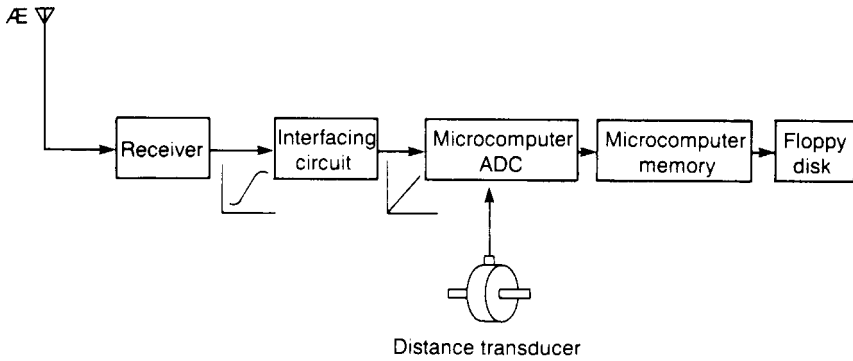 Æ
Receiver
Interfacing
circuit
Microcomputer
ADC
Microcomputer
memory
Floppy
disk
Distance transducer